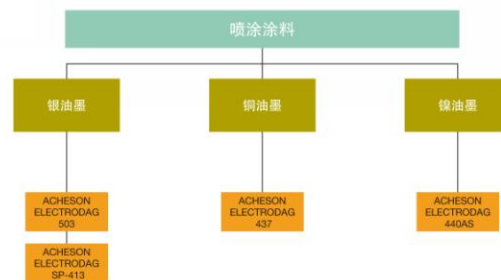 喷涂涂料
银油墨
铜油墨
镍油墨
ACHESON
ELECTRODAG
503
ACHESON
ELECTRODAG
437
ACHESON
ELECTRODAG
440AS
ACHESON
ELECTRODAG
SP-413